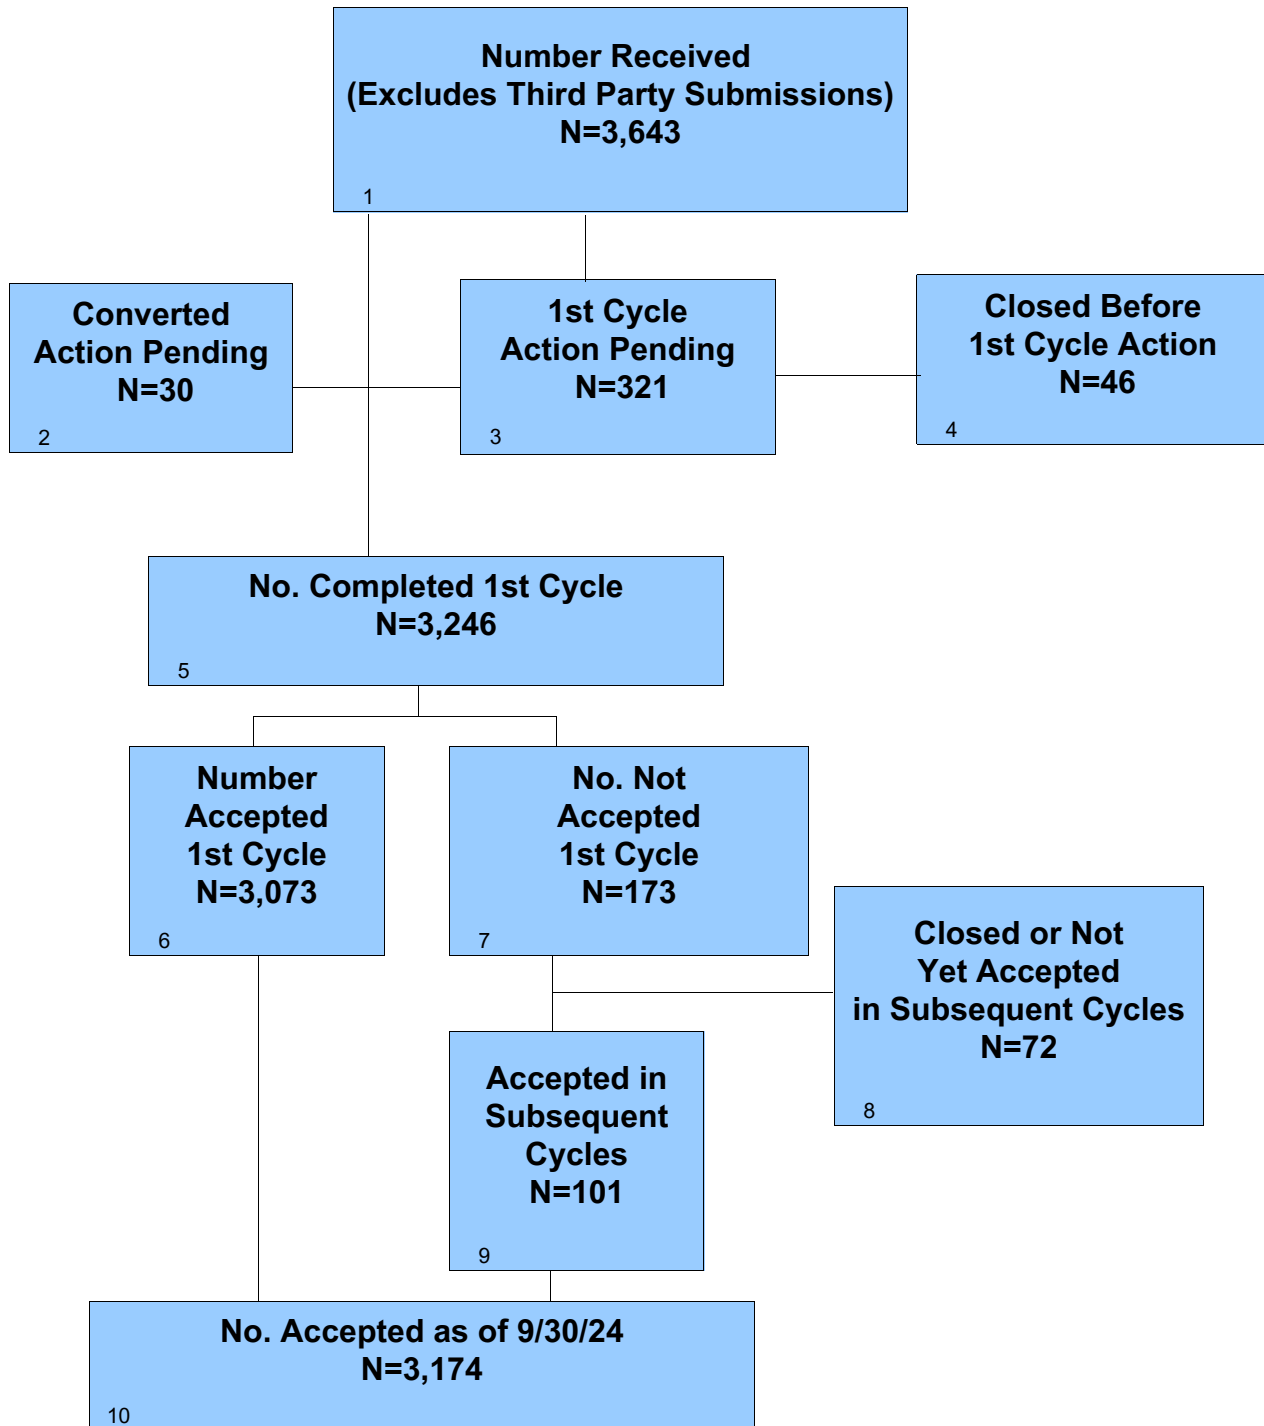 Number Received
(Excludes Third Party Submissions)
N=3,643
1
Converted
Action Pending
N=30
2
1st Cycle
Action Pending
N=321
3
Closed Before
1st Cycle Action
N=46
4
No. Completed 1st Cycle
N=3,246
5
Number
Accepted
1st Cycle
N=3,073
6
No. Not
Accepted
1st Cycle
N=173
7
Closed or Not
Yet Accepted
in Subsequent Cycles
N=72
8
Accepted in
Subsequent
Cycles
N=101
9
No. Accepted as of 9/30/24
N=3,174
10